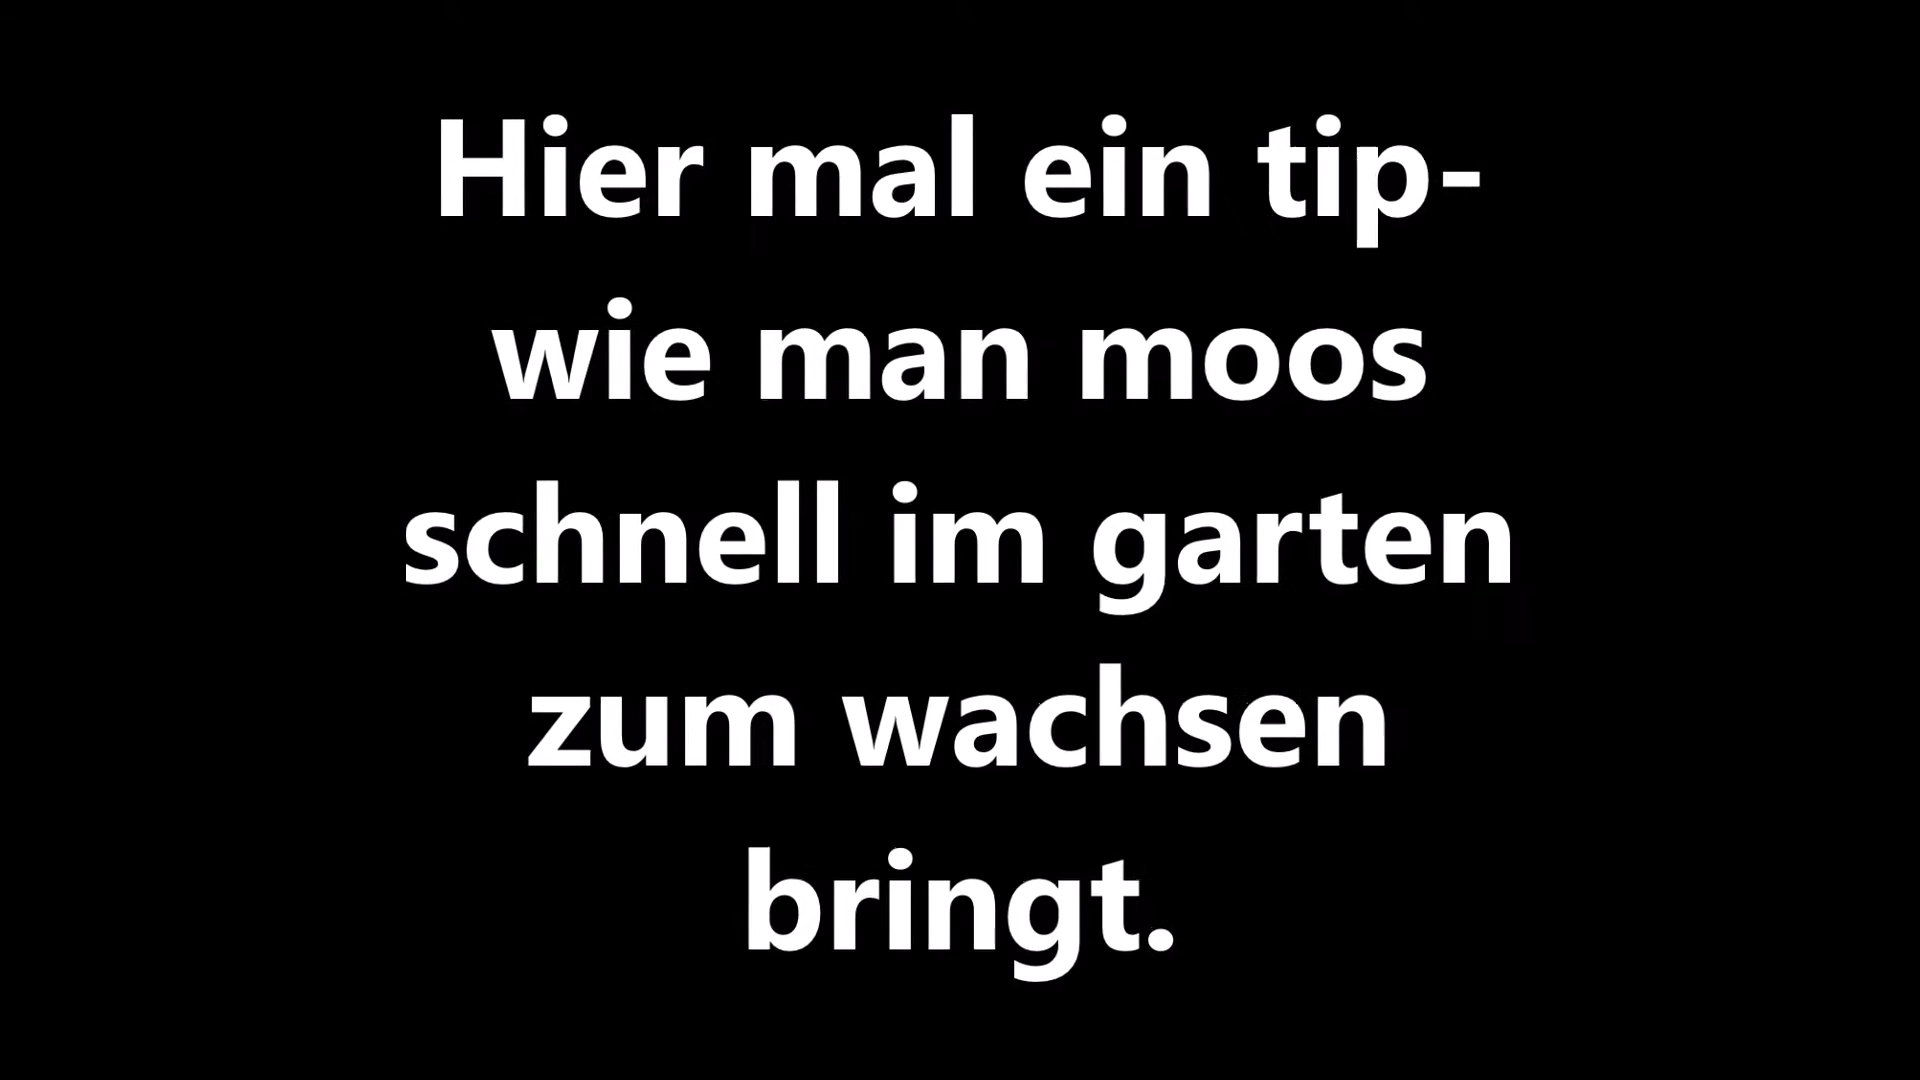 Hier mal ein tip-
wie man moos
schnell im garten
zum wachsen
bringt.